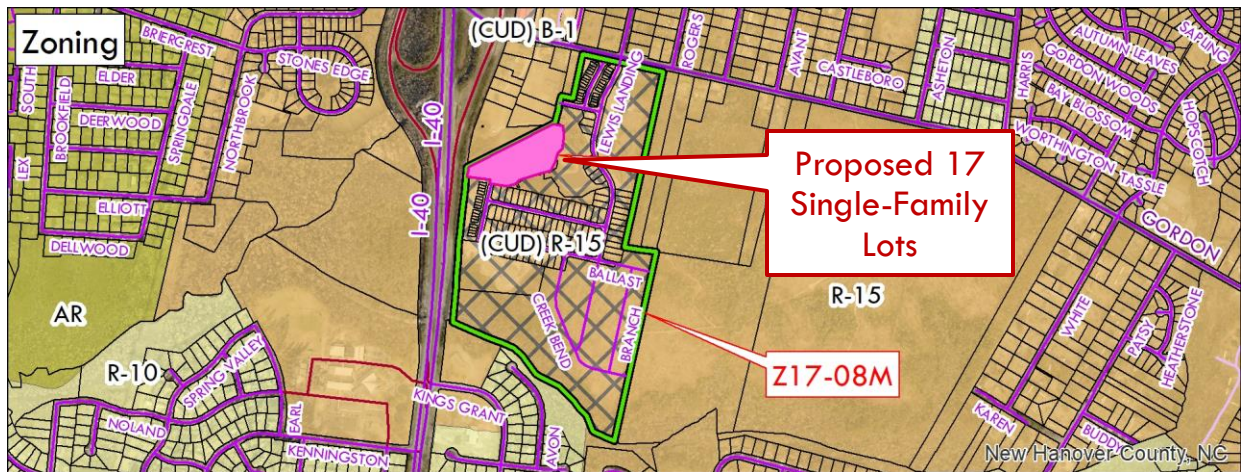 Zoning
(CUD) B-1
BRIERGREST
STONES EDGE
ELDER
DEERWOOD
SOUTH
BROOKFIELD
SPRINGDALE
NORTHBROOK
LEX
ELLIOTT
DELLWOOD
I-40
I-40
LEWIS LANDING
ROGERS
AVANT
CASTLEBORO
ASHETON
HARRIS
AUTUMN LEAVES
SAPLING
GORDON WOODS
BAY BLOSSOM
HOPSCOTCH
WORTHINGTON
TASSLE
GORDON
Proposed 17
Single-Family
Lots
(CUD) R-15
BALLAST
CREEK BEND
BRANCH
R-15
AR
R-10
Z17-08M
SPRING VALLEY
NOLAND
EARL
KENNINGSTON
KINGS GRANT
AVON
WHITE
PATSY
HEATHERSTONE
KAREN
BUDDY
New Hanover County, NC